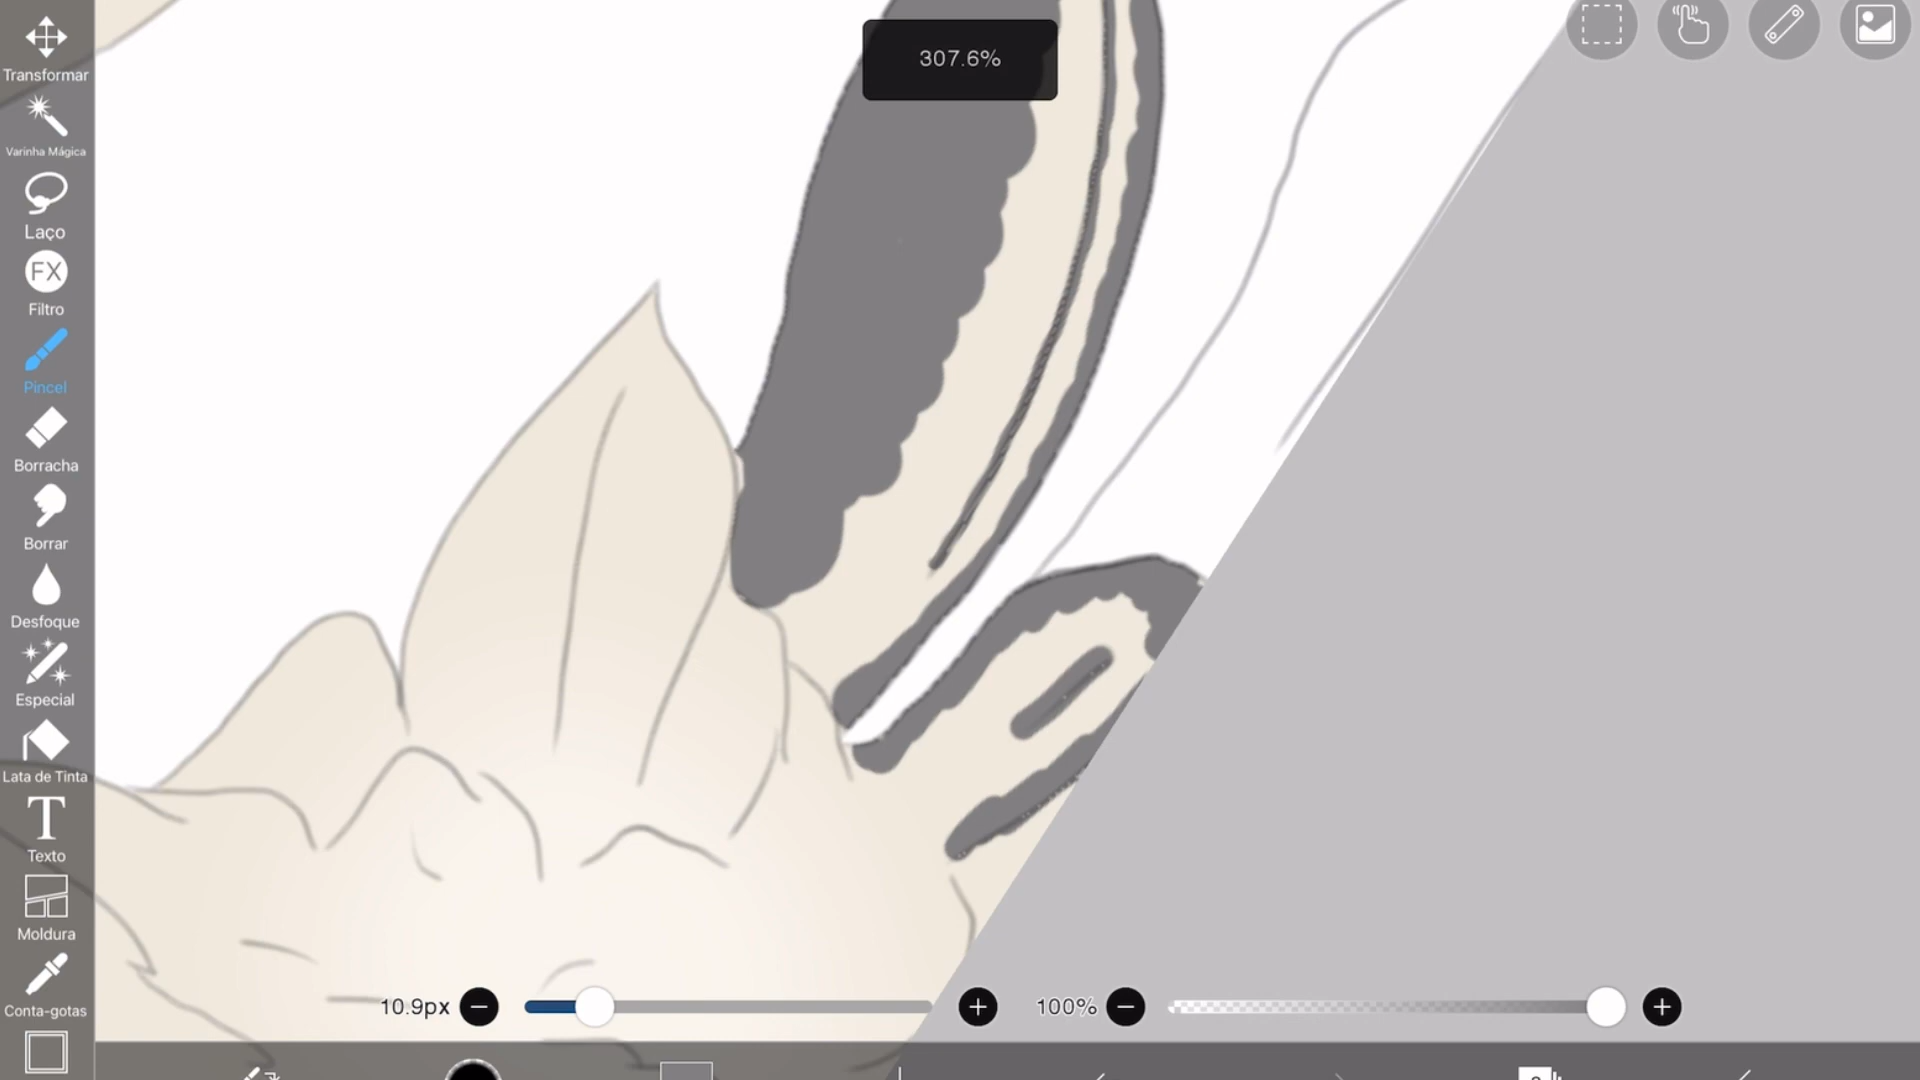 307.6%
Transformar
Varinha Mágica
Laço
FX
Filtro
Pincel
Borracha
Borrar
Desfoque
Especial
Lata de Tinta
T
Texto
Moldura
Conta-gotas
10.9px
100%